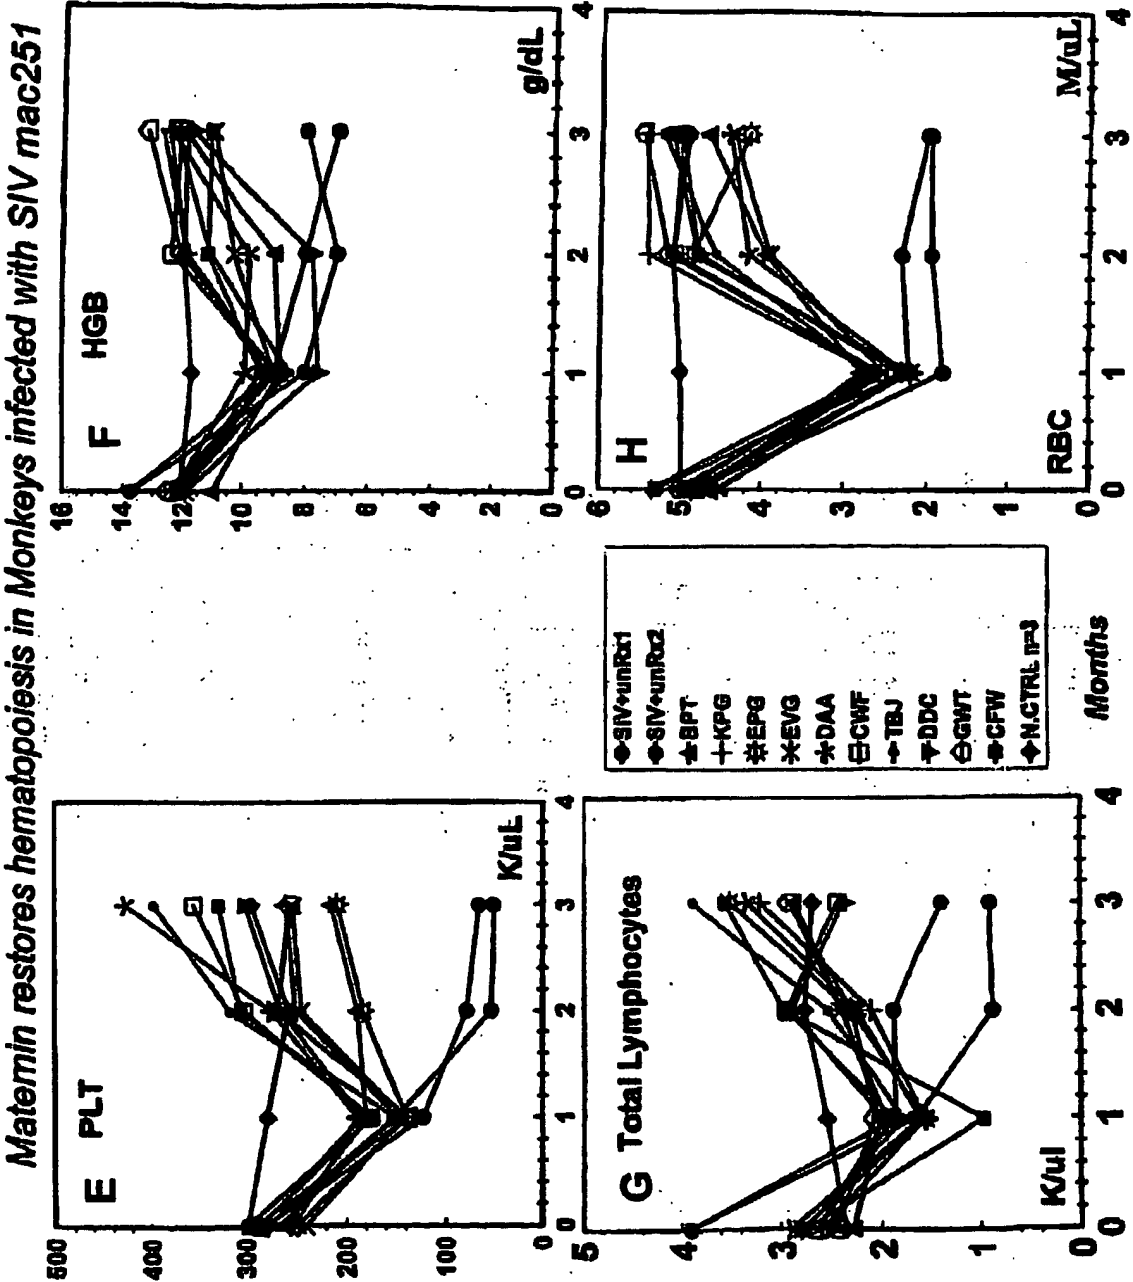 Matemin restores hematopoiesis in Monkeys infected with SIV mac251
E PLT
500
400
300
200
100
0
0 1 2 3 4
K/uL
F HGB
16
14
12
10
8
6
4
2
0
0 1 2 3 4
g/dL
SIV+unRx1
SIV+unRx2
BPT
KPG
EPG
EVG
DAA
CWF
TBJ
DDC
GWT
CFW
N.CTRL n=3
G Total Lymphocytes
5
4
3
2
1
0
K/ul
0 1 2 3 4
H
6
5
4
3
2
1
0
RBC
M/uL
0 1 2 3 4
Months